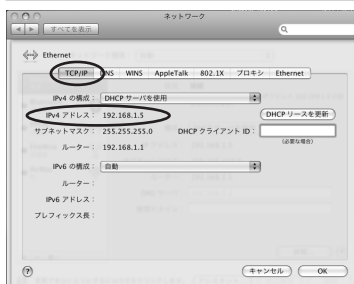 ネットワーク
すべてを表示
Ethernet
TCP/IP DNS WINS AppleTalk 802.1X プロキシ Ethernet
IPv4 の構成： DHCP サーバを使用
IPv4 アドレス： 192.168.1.5 DHCP リースを更新
サブネットマスク： 255.255.255.0 DHCP クライアント ID：
ルーター： 192.168.1.1 (必要な場合)
IPv6 の構成： 自動
ルーター：
IPv6 アドレス：
プレフィックス長：
? キャンセル OK